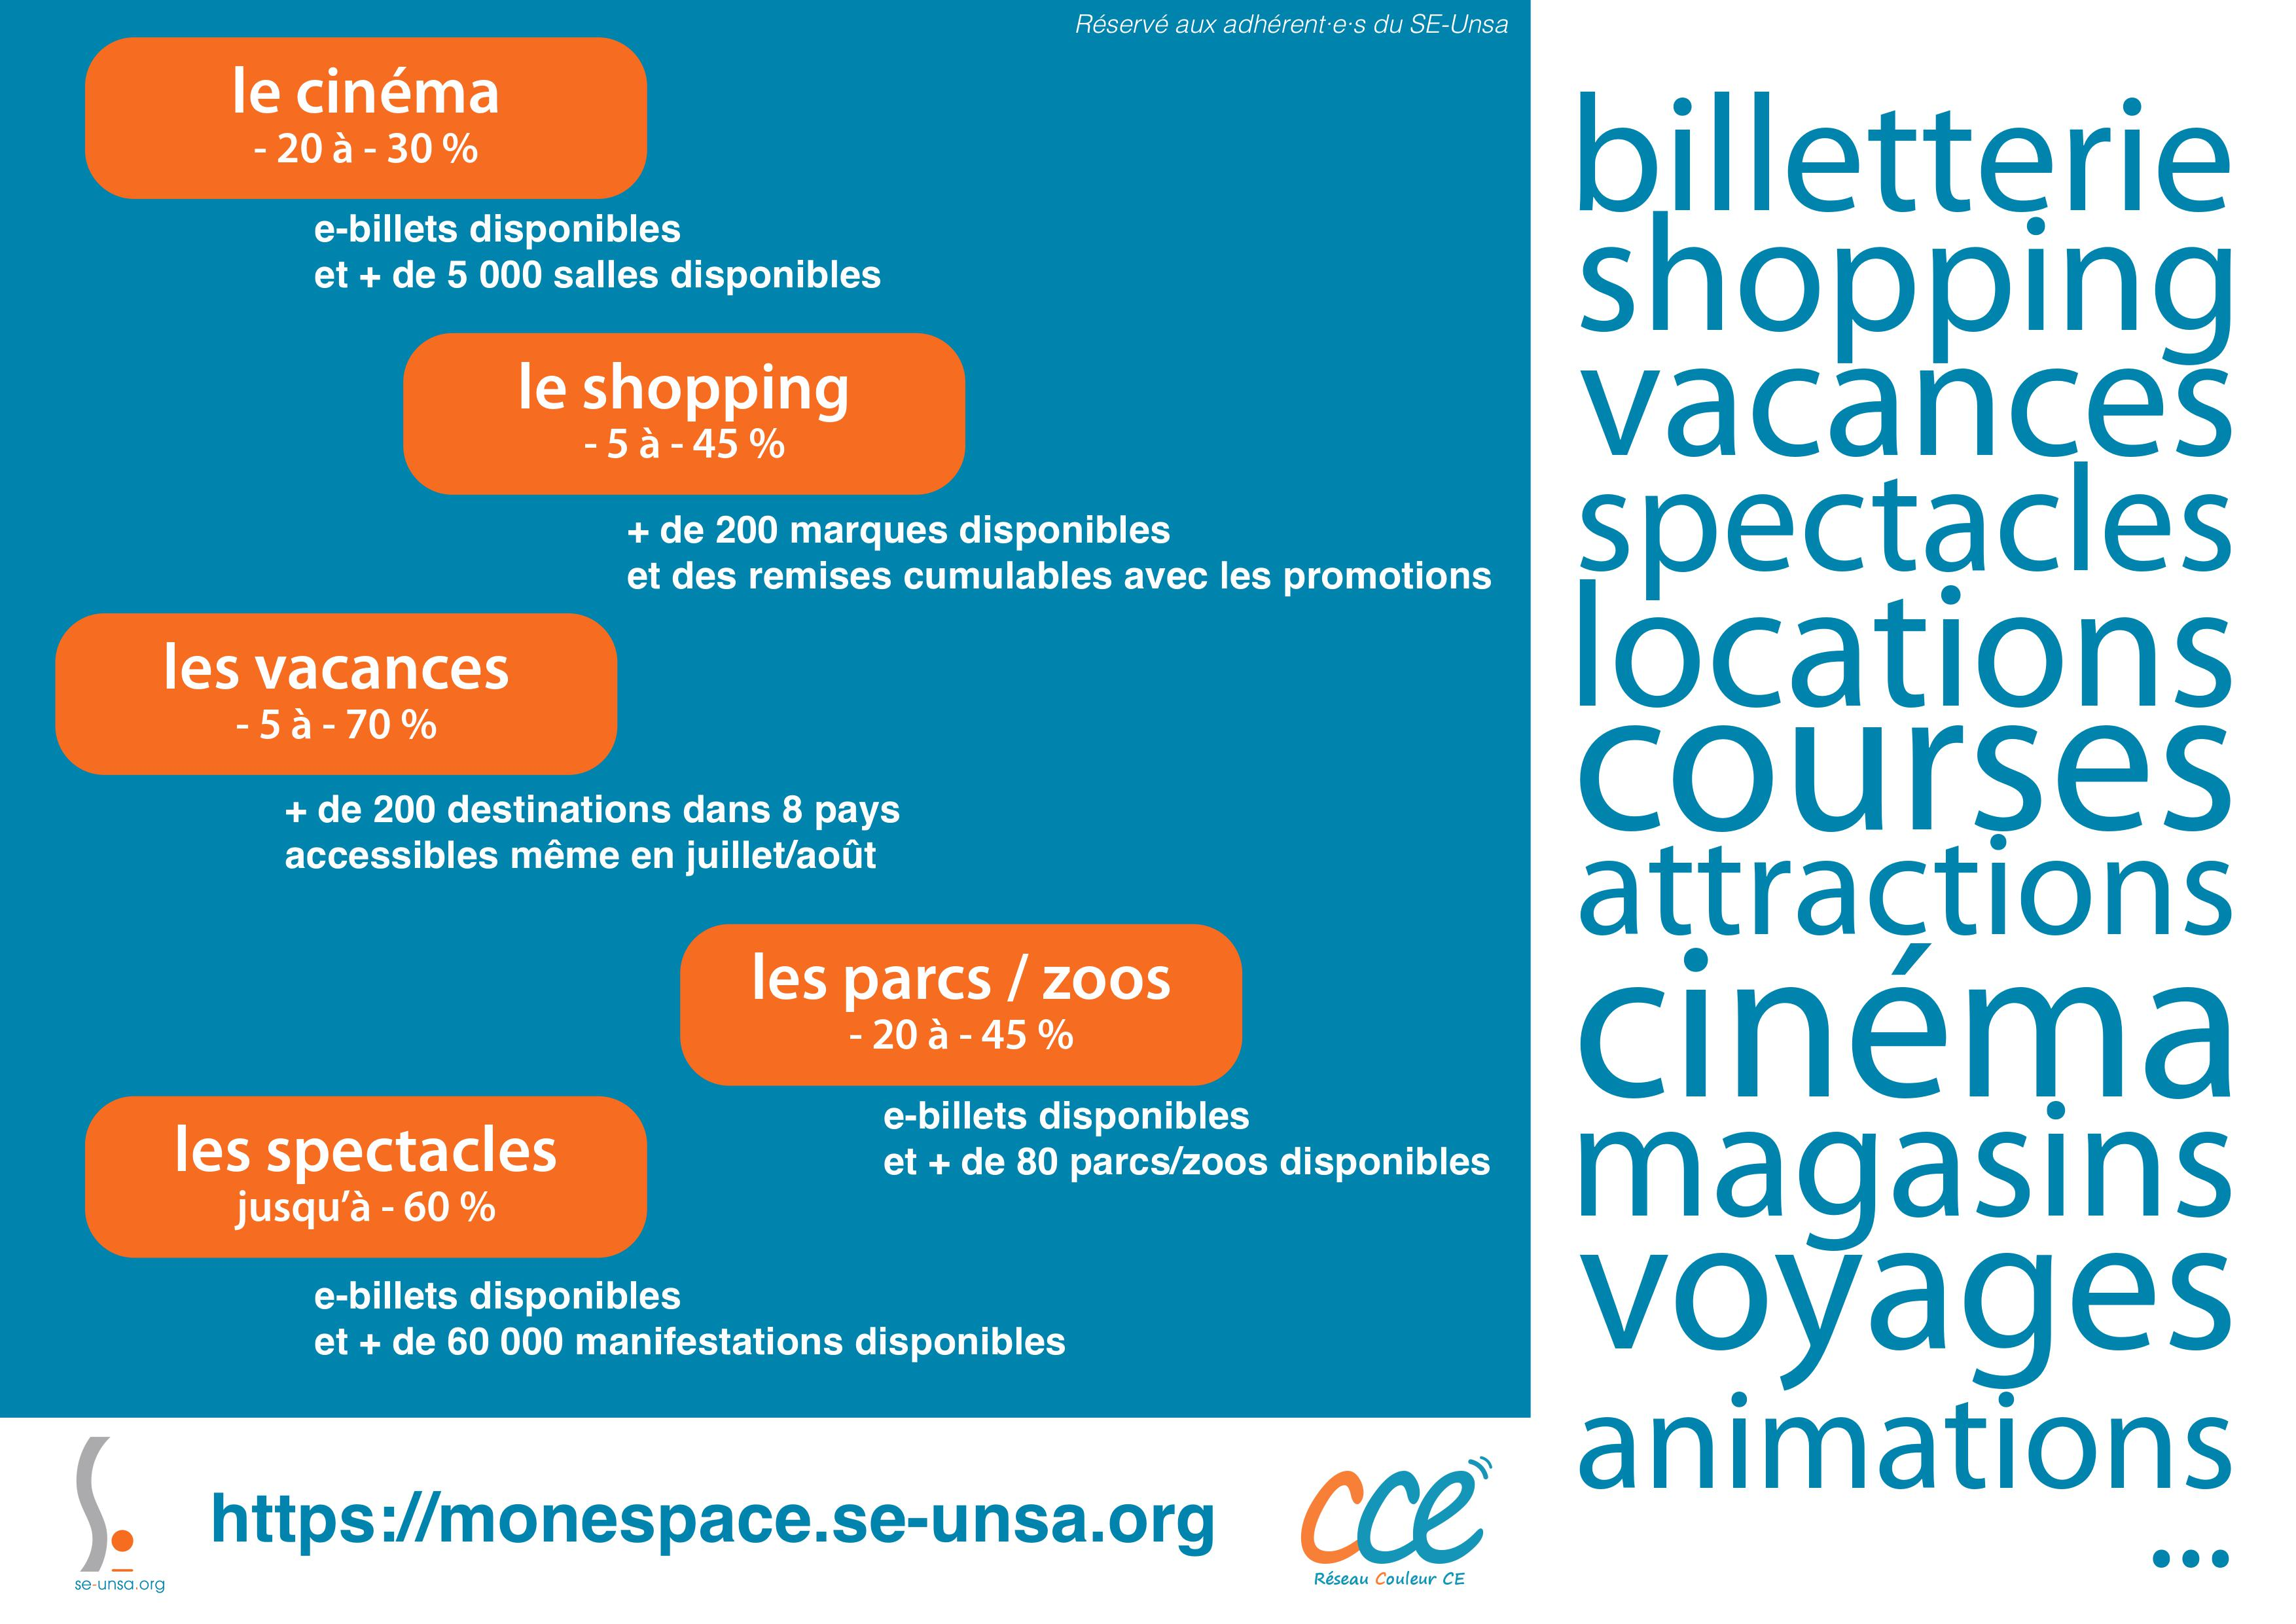 Réservé aux adhérent·e·s du SE-Unsa
le cinéma
- 20 à - 30 %
e-billets disponibles
et + de 5 000 salles disponibles
le shopping
- 5 à - 45 %
+ de 200 marques disponibles
et des remises cumulables avec les promotions
les vacances
- 5 à - 70 %
+ de 200 destinations dans 8 pays
accessibles même en juillet/août
les parcs / zoos
- 20 à - 45 %
e-billets disponibles
et + de 80 parcs/zoos disponibles
les spectacles
jusqu’à - 60 %
e-billets disponibles
et + de 60 000 manifestations disponibles
se-unsa.org
https://monespace.se-unsa.org
cce
Réseau Couleur CE
billetterie
shopping
vacances
spectacles
locations
courses
attractions
cinéma
magasins
voyages
animations
...